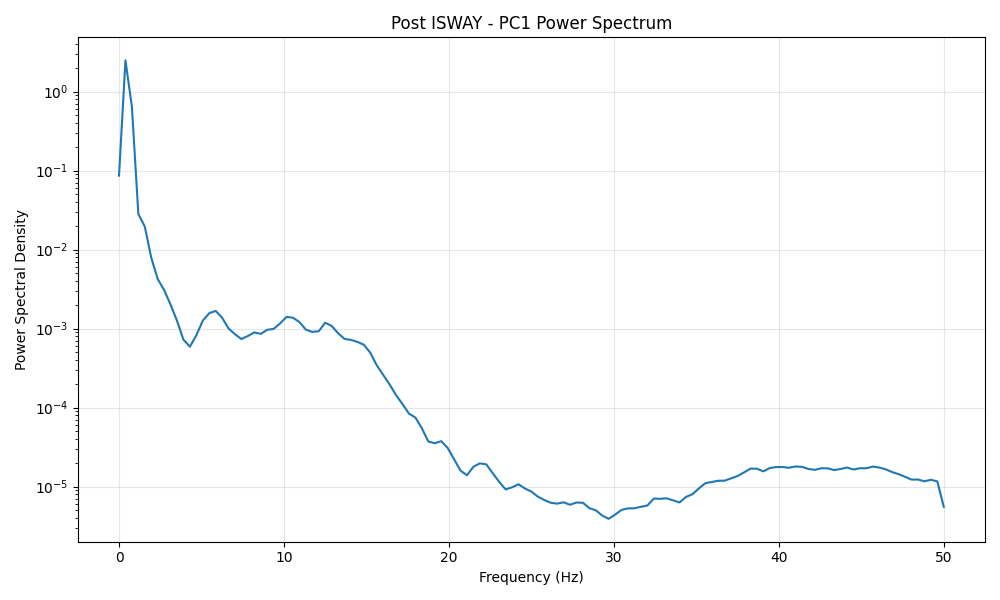 Post ISWAY - PC1 Power Spectrum
Power Spectral Density
10⁰
10⁻¹
10⁻²
10⁻³
10⁻⁴
10⁻⁵
0 10 20 30 40 50
Frequency (Hz)